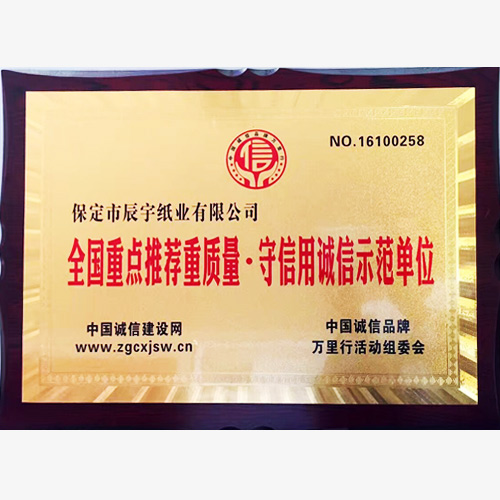 信
NO.16100258
保定市辰宇纸业有限公司
全国重点推荐重质量·守信用诚信示范单位
中国诚信建设网
www.zgcxjsw.cn
中国诚信品牌
万里行活动组委会